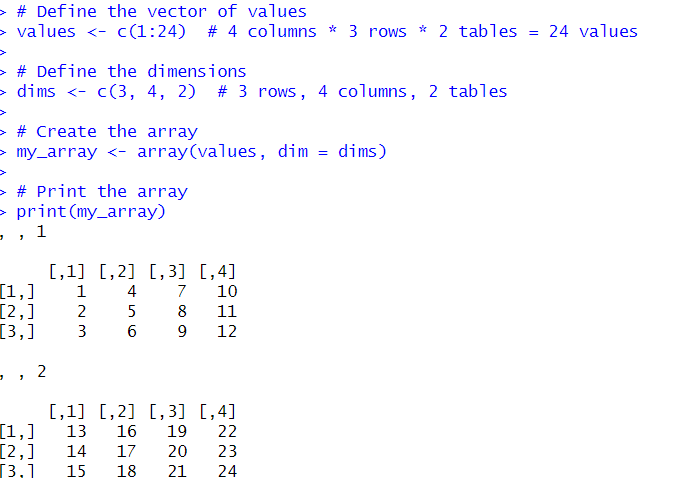 > # Define the vector of values
> values <- c(1:24)  # 4 columns * 3 rows * 2 tables = 24 values
>
> # Define the dimensions
> dims <- c(3, 4, 2)  # 3 rows, 4 columns, 2 tables
>
> # Create the array
> my_array <- array(values, dim = dims)
>
> # Print the array
> print(my_array)
, , 1
     [,1] [,2] [,3] [,4]
[1,]    1    4    7   10
[2,]    2    5    8   11
[3,]    3    6    9   12
, , 2
     [,1] [,2] [,3] [,4]
[1,]   13   16   19   22
[2,]   14   17   20   23
[3,]   15   18   21   24